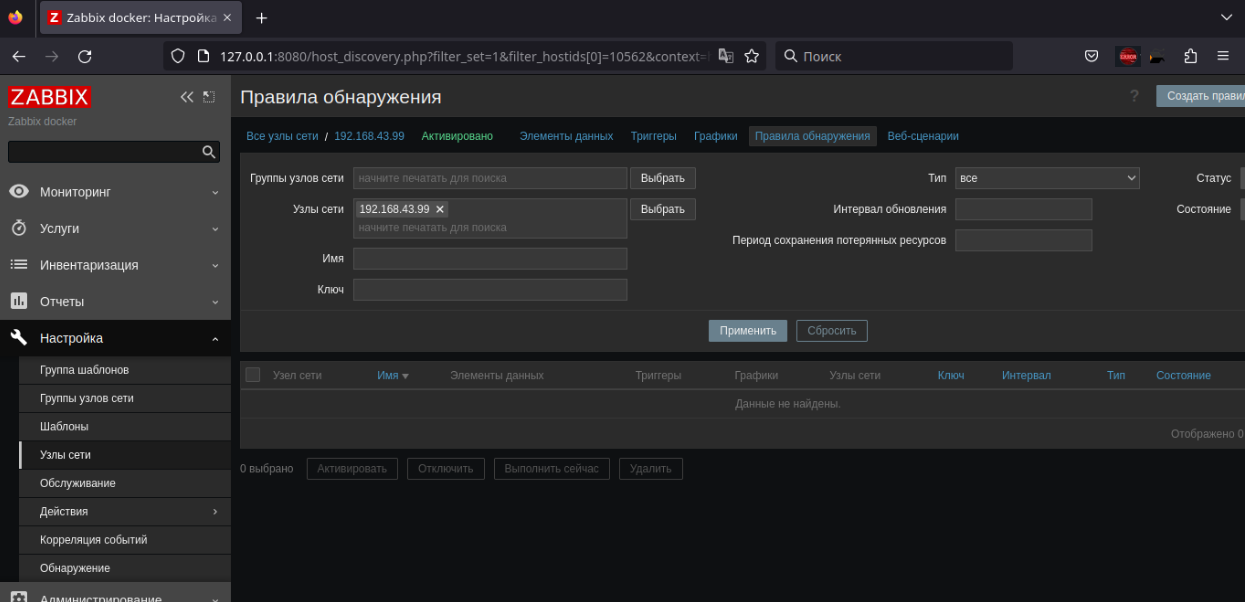 Zabbix docker: Настройка
127.0.0.1:8080/host_discovery.php?filter_set=1&filter_hostids[0]=10562&context=
Поиск
ZABBIX
Zabbix docker
Мониторинг
Услуги
Инвентаризация
Отчеты
Настройка
Группа шаблонов
Группы узлов сети
Шаблоны
Узлы сети
Обслуживание
Действия
Корреляция событий
Обнаружение
Администрирование
Правила обнаружения
? Создать правил
Все узлы сети / 192.168.43.99 Активировано Элементы данных Триггеры Графики Правила обнаружения Веб-сценарии
Группы узлов сети начните печатать для поиска Выбрать Тип все Статус
Узлы сети 192.168.43.99 начните печатать для поиска Выбрать Интервал обновления Состояние
Период сохранения потерянных ресурсов
Имя
Ключ
Применить Сбросить
Узел сети Имя Элементы данных Триггеры Графики Узлы сети Ключ Интервал Тип Состояние
Данные не найдены.
Отображено 0
0 выбрано Активировать Отключить Выполнить сейчас Удалить